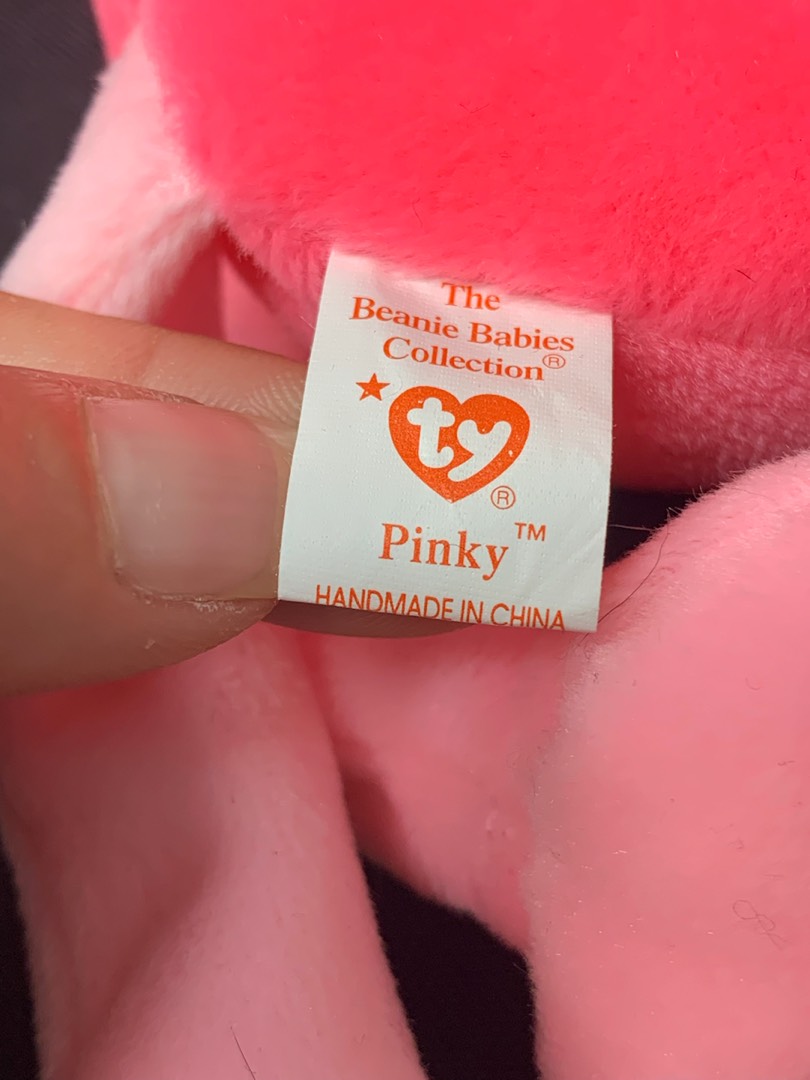 The
Beanie Babies
Collection®
★ ty ®
Pinky™
HANDMADE IN CHINA